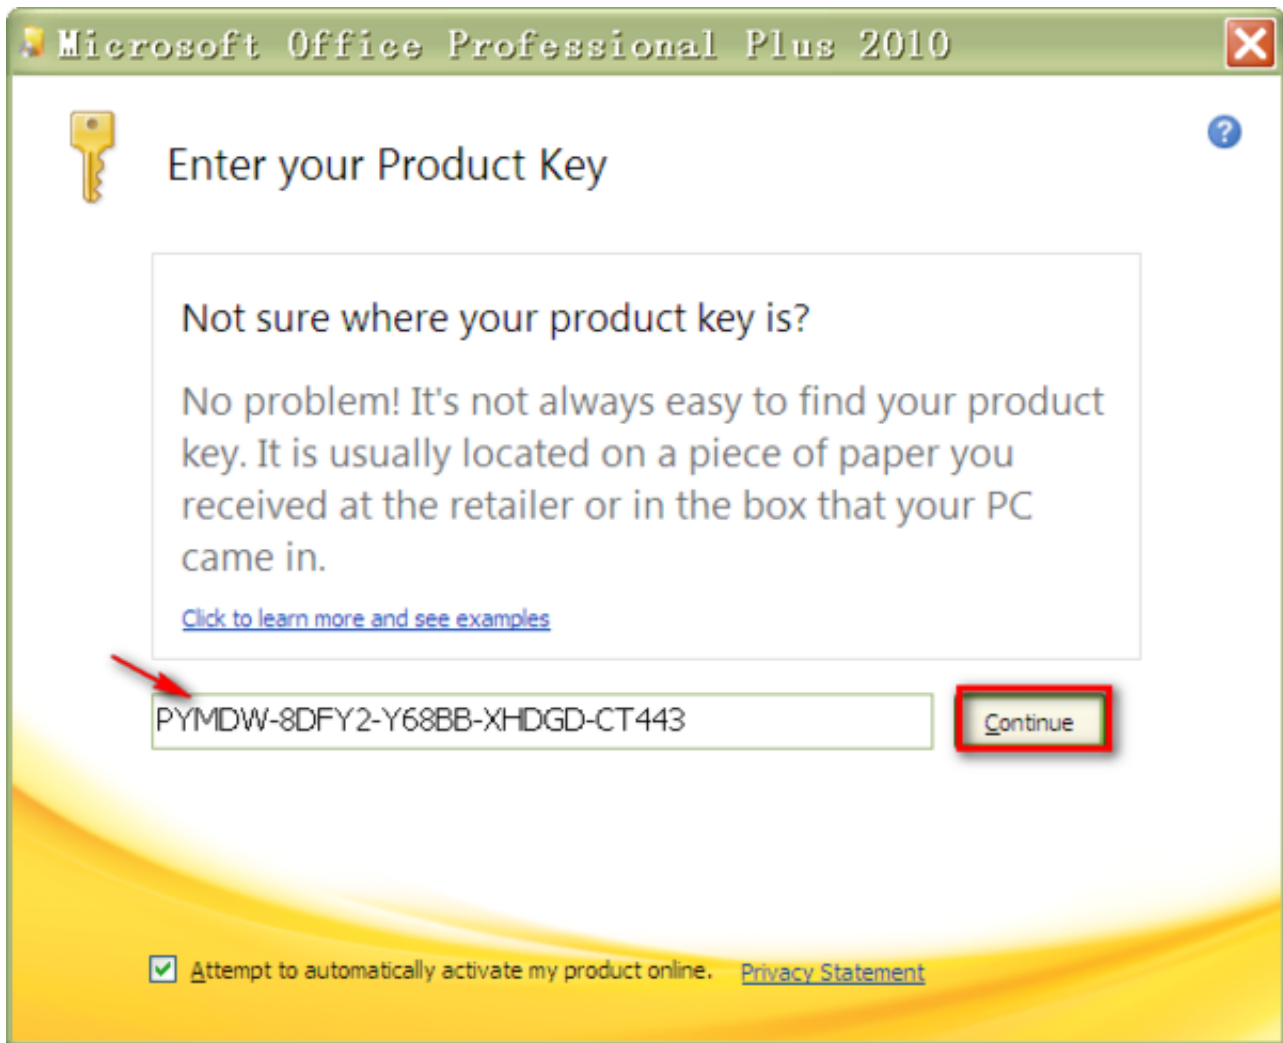 Microsoft Office Professional Plus 2010
Enter your Product Key
Not sure where your product key is?
No problem! It's not always easy to find your product
key. It is usually located on a piece of paper you
received at the retailer or in the box that your PC
came in.
Click to learn more and see examples
PYMDW-8DFY2-Y68BB-XHDGD-CT443
Continue
Attempt to automatically activate my product online. Privacy Statement